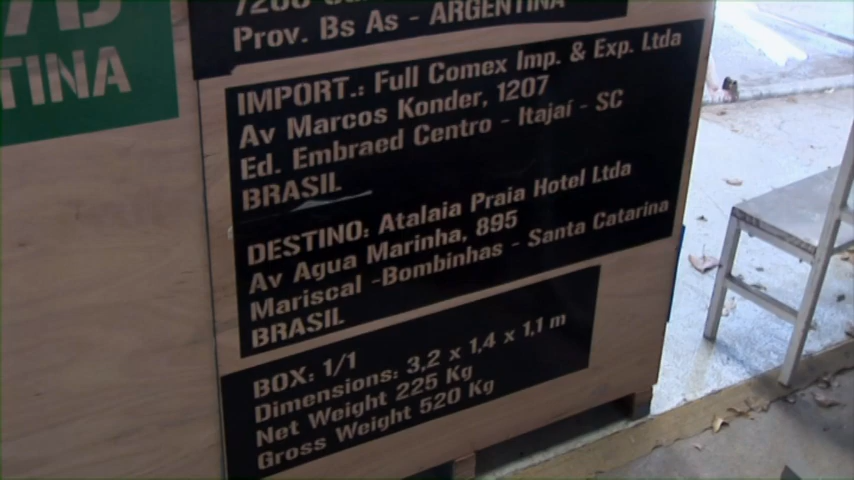 TINA
Prov. Bs As - ARGENTINA
IMPORT.: Full Comex Imp. & Exp. Ltda
Av Marcos Konder, 1207
Ed. Embraed Centro - Itajaí - SC
BRASIL
DESTINO: Atalaia Praia Hotel Ltda
Av Agua Marinha, 895
Mariscal -Bombinhas - Santa Catarina
BRASIL
BOX: 1/1
Dimensions: 3,2 x 1,4 x 1,1 m
Net Weight 225 Kg
Gross Weight 520 Kg